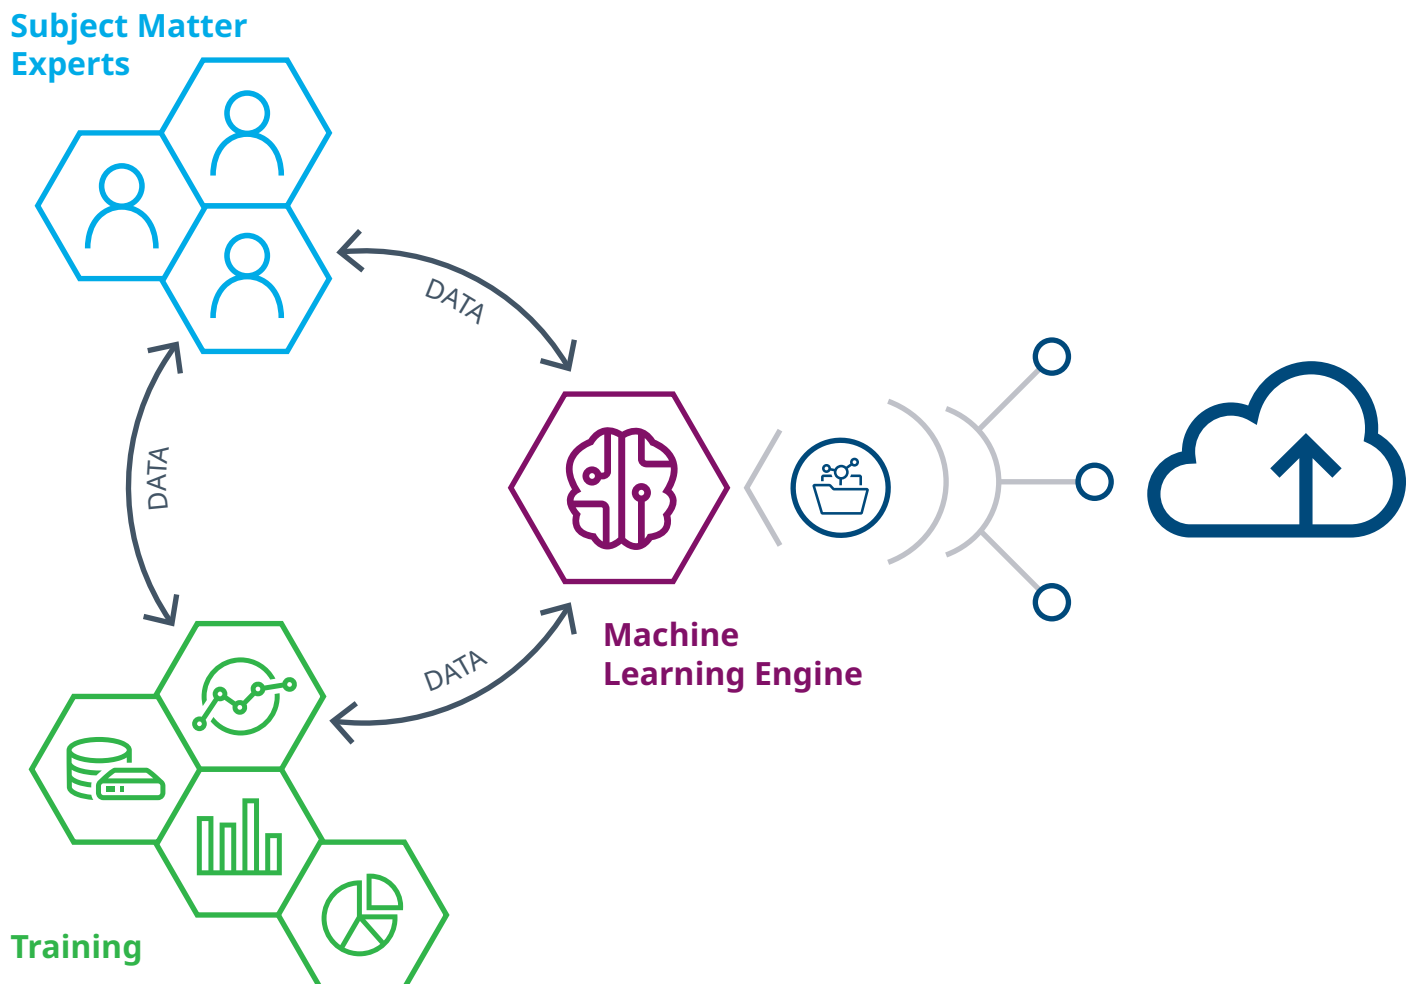 Subject Matter
Experts
DATA
DATA
DATA
Machine
Learning Engine
Training